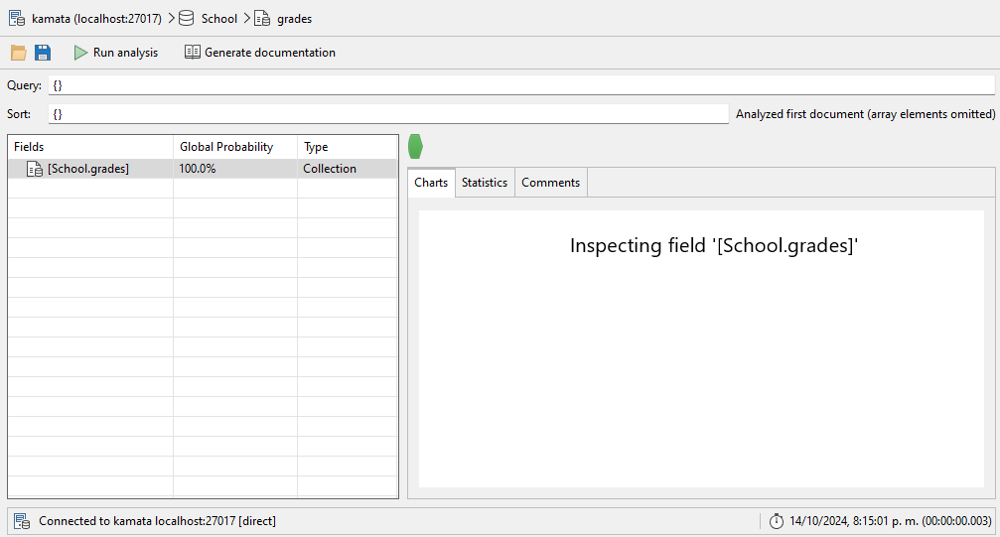 kamata (localhost:27017) School grades
Run analysis Generate documentation
Query: {}
Sort: {} Analyzed first document (array elements omitted)
Fields Global Probability Type
[School.grades] 100.0% Collection
Charts Statistics Comments
Inspecting field '[School.grades]'
Connected to kamata localhost:27017 [direct] 14/10/2024, 8:15:01 p. m. (00:00:00.003)